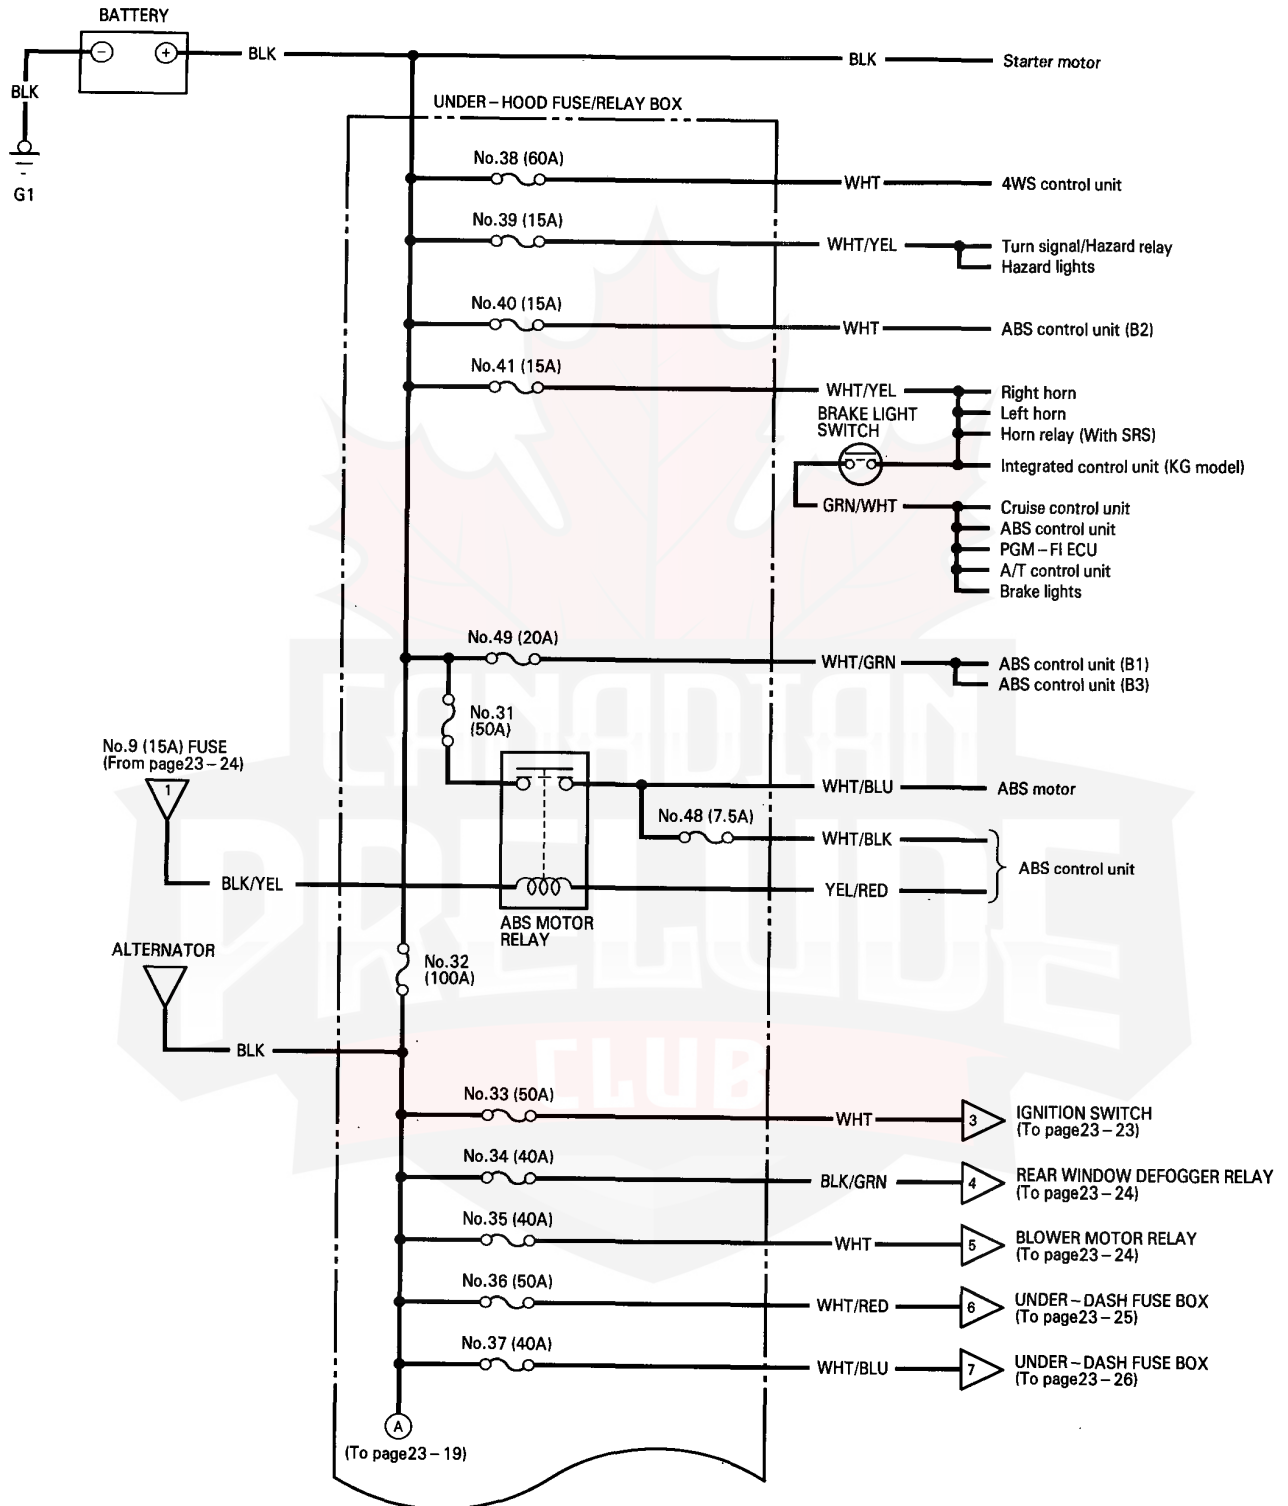 BATTERY
− + BLK BLK Starter motor
BLK
UNDER–HOOD FUSE/RELAY BOX
G1
No.38 (60A)
WHT 4WS control unit
No.39 (15A)
WHT/YEL Turn signal/Hazard relay
Hazard lights
No.40 (15A)
WHT ABS control unit (B2)
No.41 (15A)
WHT/YEL Right horn
BRAKE LIGHT
SWITCH
Left horn
Horn relay (With SRS)
Integrated control unit (KG model)
GRN/WHT Cruise control unit
ABS control unit
PGM–FI ECU
A/T control unit
Brake lights
No.49 (20A)
WHT/GRN ABS control unit (B1)
ABS control unit (B3)
No.31
(50A)
No.9 (15A) FUSE
(From page23–24)
1
WHT/BLU ABS motor
No.48 (7.5A)
WHT/BLK
ABS control unit
BLK/YEL YEL/RED
ABS MOTOR
RELAY
ALTERNATOR
No.32
(100A)
BLK
No.33 (50A)
WHT 3 IGNITION SWITCH
(To page23–23)
No.34 (40A)
BLK/GRN 4 REAR WINDOW DEFOGGER RELAY
(To page23–24)
No.35 (40A)
WHT 5 BLOWER MOTOR RELAY
(To page23–24)
No.36 (50A)
WHT/RED 6 UNDER–DASH FUSE BOX
(To page23–25)
No.37 (40A)
WHT/BLU 7 UNDER–DASH FUSE BOX
(To page23–26)
A
(To page23–19)
CANADIAN
PRELUDE
CLUB